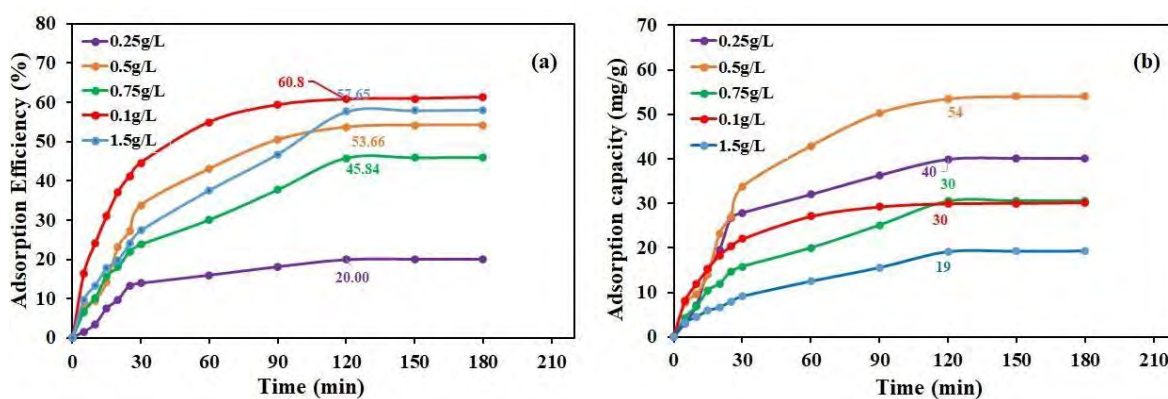 (a)
Adsorption Efficiency (%)
80
70
60
50
40
30
20
10
0
0.25g/L
0.5g/L
0.75g/L
0.1g/L
1.5g/L
60.8
57.65
53.66
45.84
20.00
0 30 60 90 120 150 180 210
Time (min)
(b)
Adsorption capacity (mg/g)
70
60
50
40
30
20
10
0
0.25g/L
0.5g/L
0.75g/L
0.1g/L
1.5g/L
54
40
30
30
19
0 30 60 90 120 150 180 210
Time (min)